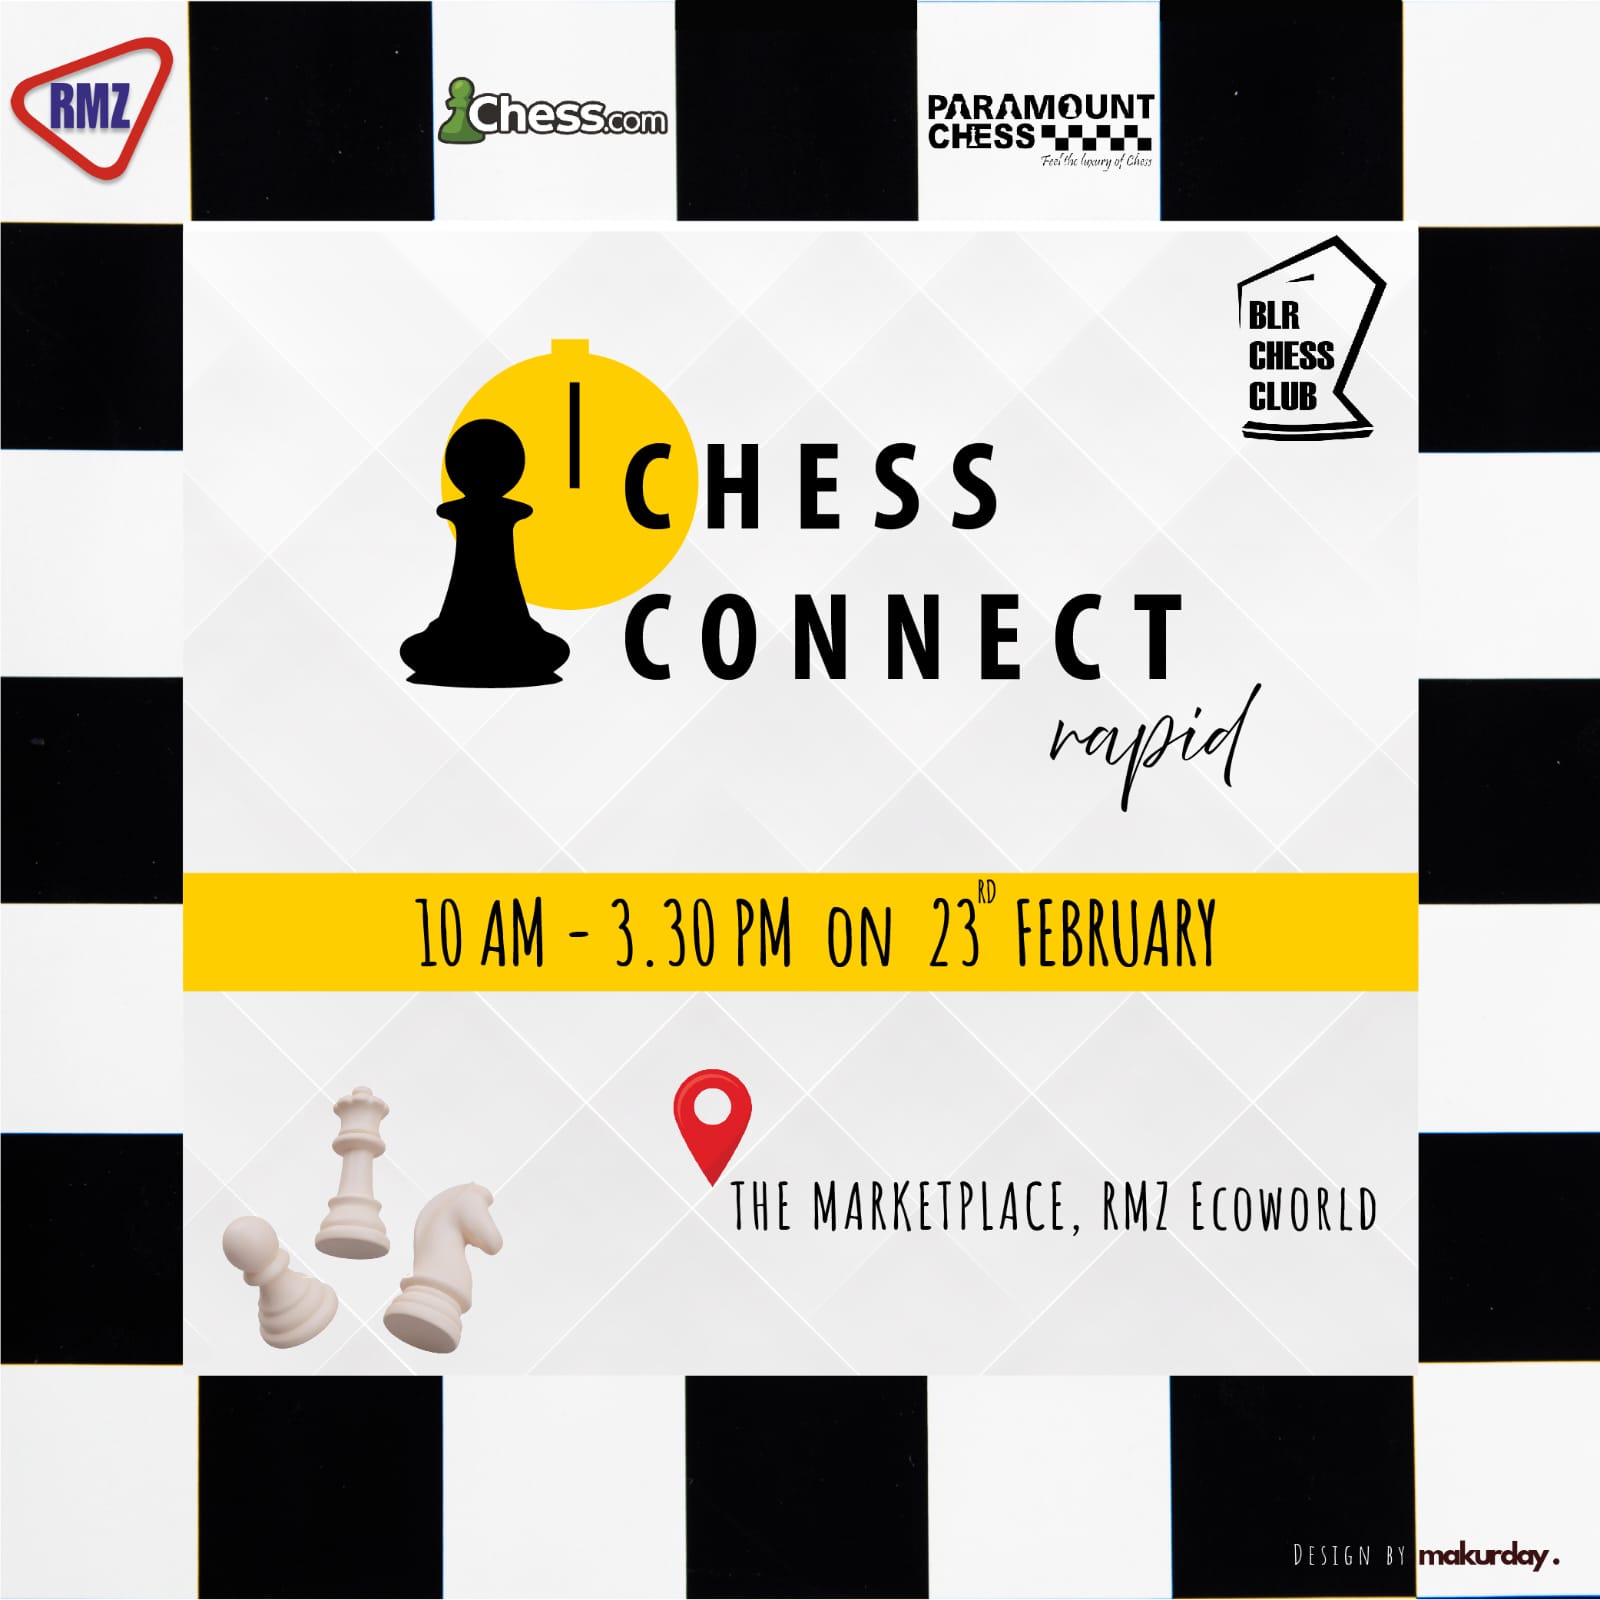 RMZ
Chess.com
PARAMOUNT
CHESS
Feel the luxury of Chess
BLR
CHESS
CLUB
CHESS
CONNECT
rapid
10 AM - 3.30 PM ON 23RD FEBRUARY
THE MARKETPLACE, RMZ ECOWORLD
DESIGN BY makurday.